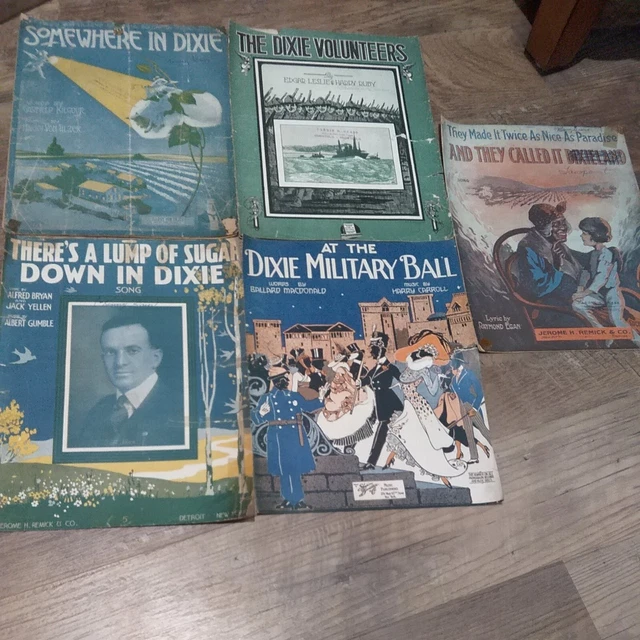 SOMEWHERE IN DIXIE
THE DIXIE VOLUNTEERS
By
EDGAR LESLIE & HARRY RUBY
They Made It Twice As Nice As Paradise
AND THEY CALLED IT DIXIELAND
Lyric by
RAYMOND EGAN
JEROME H. REMICK & CO.
THERE'S A LUMP OF SUGAR
DOWN IN DIXIE
SONG
ALFRED BRYAN
JACK YELLEN
ALBERT GUMBLE
JEROME H. REMICK & CO.
DETROIT NEW
AT THE
DIXIE MILITARY BALL
WORDS BY
BALLARD MACDONALD
MUSIC BY
HARRY CARROLL